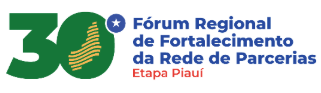 30º
Fórum Regional
de Fortalecimento
da Rede de Parcerias
Etapa Piauí